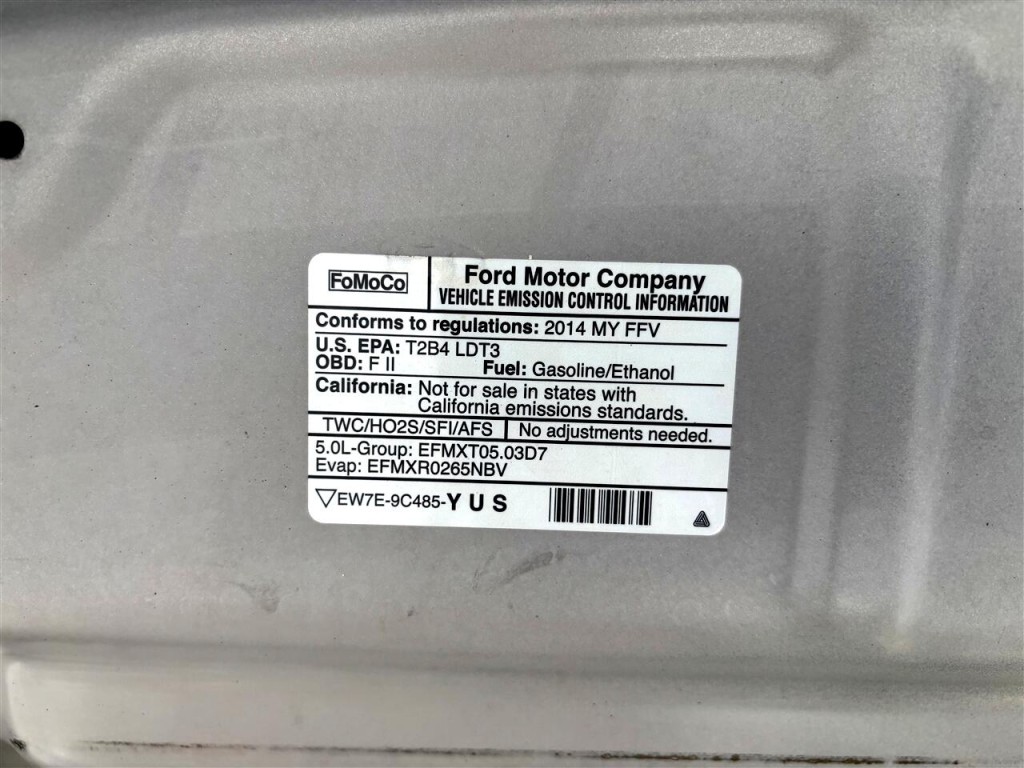 FoMoCo
Ford Motor Company
VEHICLE EMISSION CONTROL INFORMATION
Conforms to regulations: 2014 MY FFV
U.S. EPA: T2B4 LDT3
OBD: F II Fuel: Gasoline/Ethanol
California: Not for sale in states with
California emissions standards.
TWC/HO2S/SFI/AFS No adjustments needed.
5.0L-Group: EFMXT05.03D7
Evap: EFMXR0265NBV
▽EW7E-9C485-Y U S